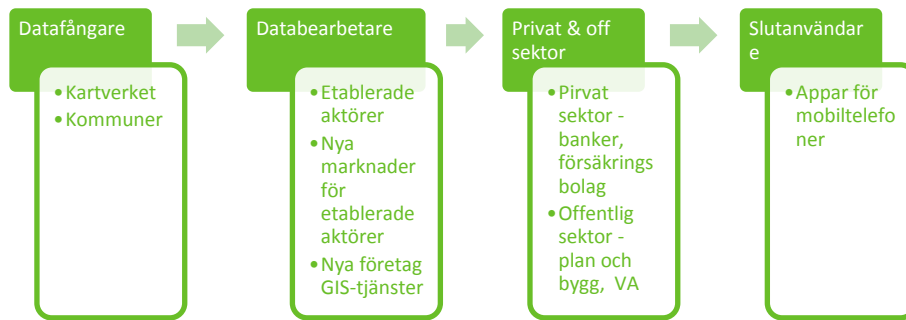 Datafångare
• Kartverket
• Kommuner
Databearbetare
• Etablerade
aktörer
• Nya
marknader
för
etablerade
aktörer
• Nya företag
GIS-tjänster
Privat & off
sektor
• Pirvat
sektor -
banker,
försäkrings
bolag
• Offentlig
sektor -
plan och
bygg, VA
Slutanvändar
e
• Appar för
mobiltelefo
ner